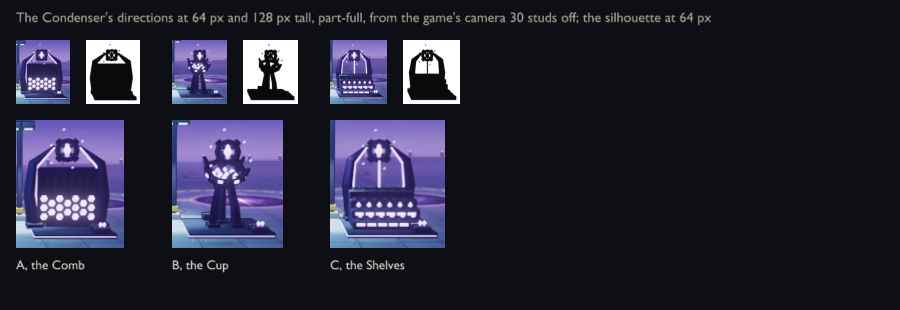 The Condenser's directions at 64 px and 128 px tall, part-full, from the game's camera 30 studs off; the silhouette at 64 px
A, the Comb
B, the Cup
C, the Shelves